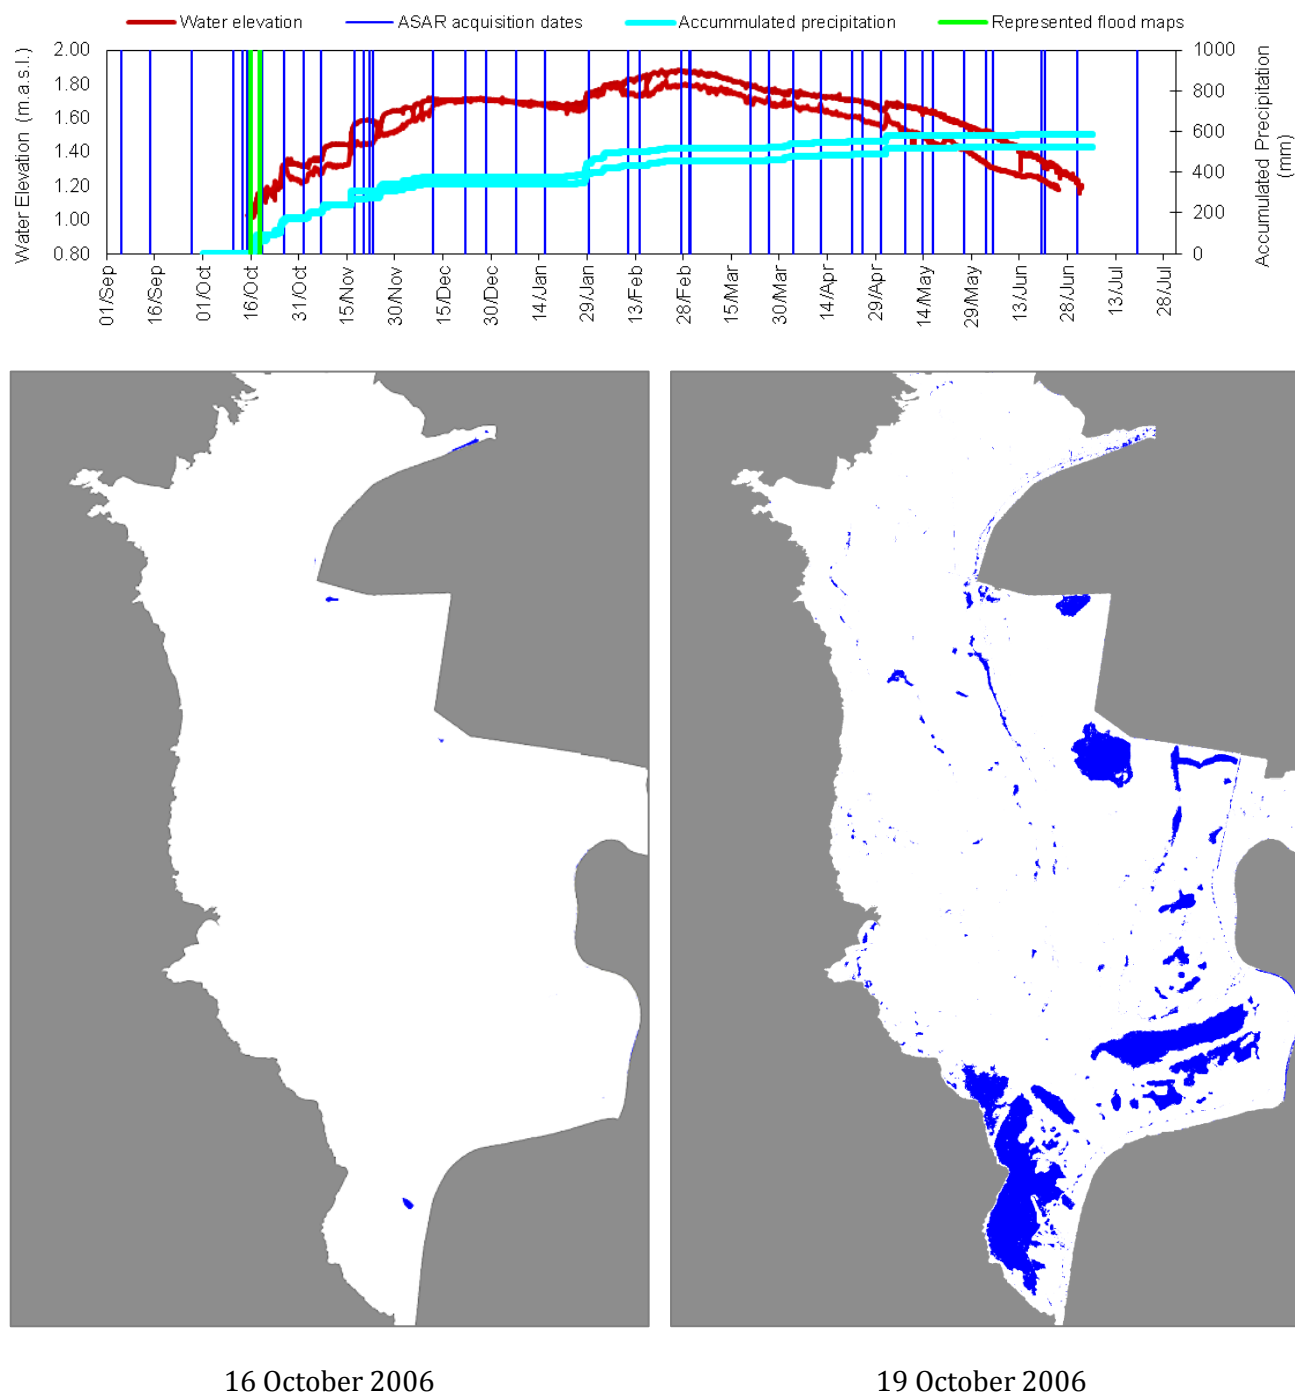 Water elevation ASAR acquisition dates Accummulated precipitation Represented flood maps
Water Elevation (m a.s.l.)
2.00
1.80
1.60
1.40
1.20
1.00
0.80
1000
800
600
400
200
0
Accumulated Precipitation
(mm)
01/Sep 16/Sep 01/Oct 16/Oct 31/Oct 15/Nov 30/Nov 15/Dec 30/Dec 14/Jan 29/Jan 13/Feb 28/Feb 15/Mar 30/Mar 14/Apr 29/Apr 14/May 29/May 13/Jun 28/Jun 13/Jul 28/Jul
16 October 2006
19 October 2006